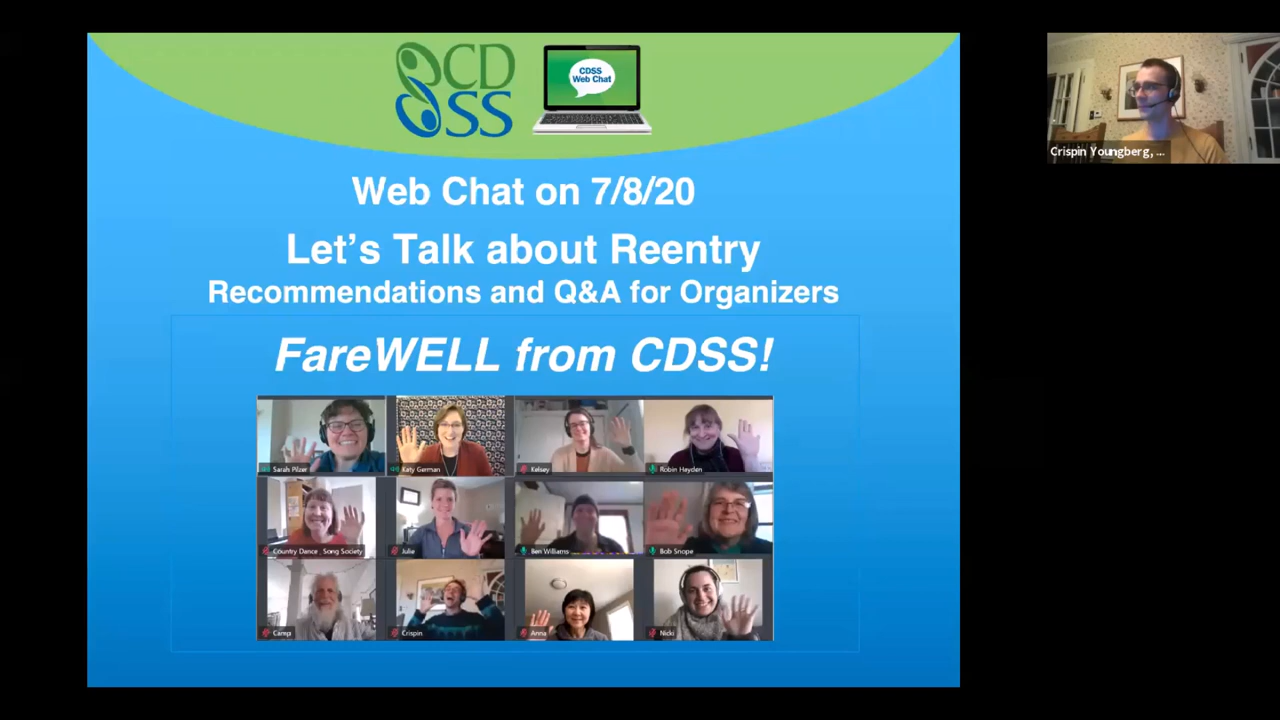 CD
SS
CDSS
Web Chat
Web Chat on 7/8/20
Let's Talk about Reentry
Recommendations and Q&A for Organizers
FareWELL from CDSS!
Sarah Pilzer
Katy German
Kelsey
Robin Hayden
Country Dance Song Society
Julie
Ben Williams
Bob Snope
Camp
Crispin
Anna
Nicki
Crispin Youngberg, ...